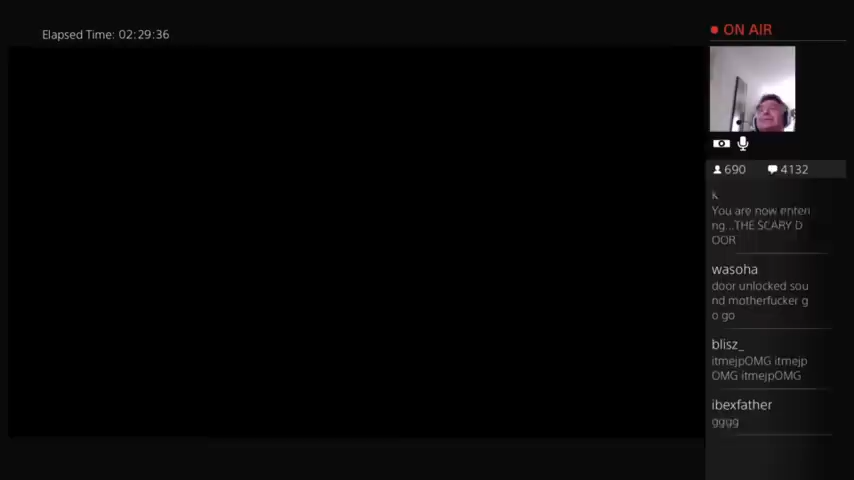 Elapsed Time: 02:29:36
ON AIR
690 4132
K
You are now enteri
ng...THE SCARY D
OOR
wasoha
door unlocked sou
nd motherfucker g
o go
blisz_
itmejpOMG itmejp
OMG itmejpOMG
ibexfather
gggg